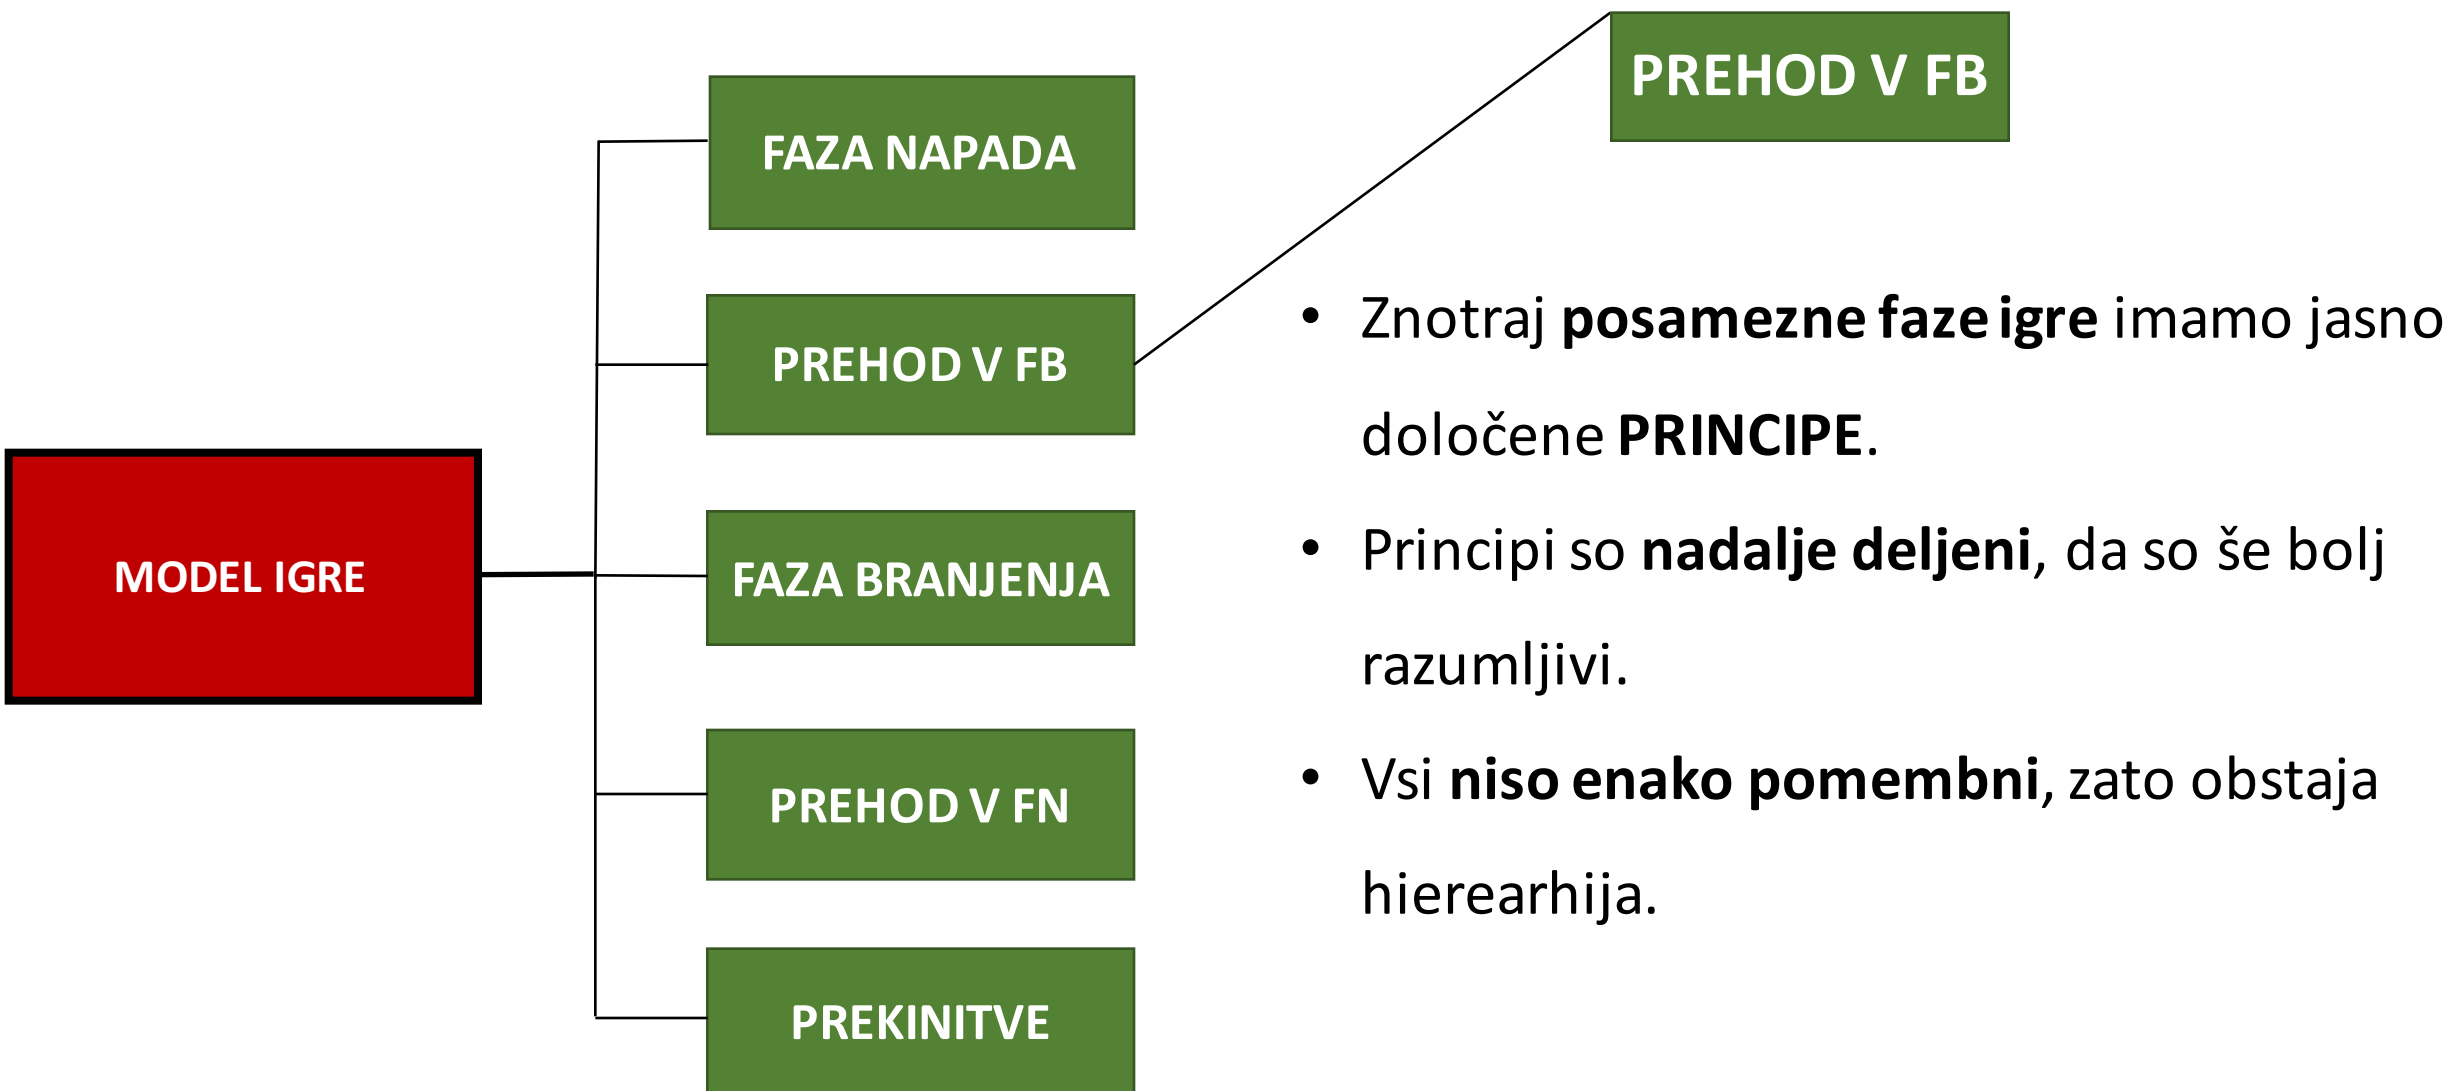 MODEL IGRE
FAZA NAPADA
PREHOD V FB
FAZA BRANJENJA
PREHOD V FN
PREKINITVE
PREHOD V FB
• Znotraj posamezne faze igre imamo jasno
določene PRINCIPE.
• Principi so nadalje deljeni, da so še bolj
razumljivi.
• Vsi niso enako pomembni, zato obstaja
hierearhija.